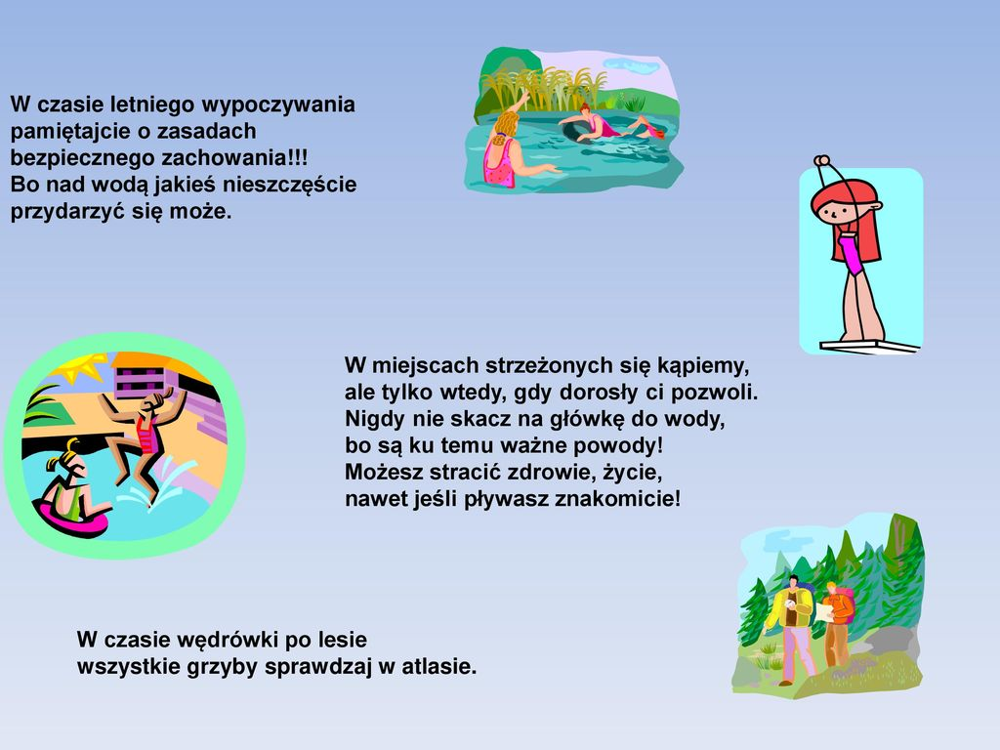 W czasie letniego wypoczywania
pamiętajcie o zasadach
bezpiecznego zachowania!!!
Bo nad wodą jakieś nieszczęście
przydarzyć się może.
W miejscach strzeżonych się kąpiemy,
ale tylko wtedy, gdy dorosły ci pozwoli.
Nigdy nie skacz na główkę do wody,
bo są ku temu ważne powody!
Możesz stracić zdrowie, życie,
nawet jeśli pływasz znakomicie!
W czasie wędrówki po lesie
wszystkie grzyby sprawdzaj w atlasie.